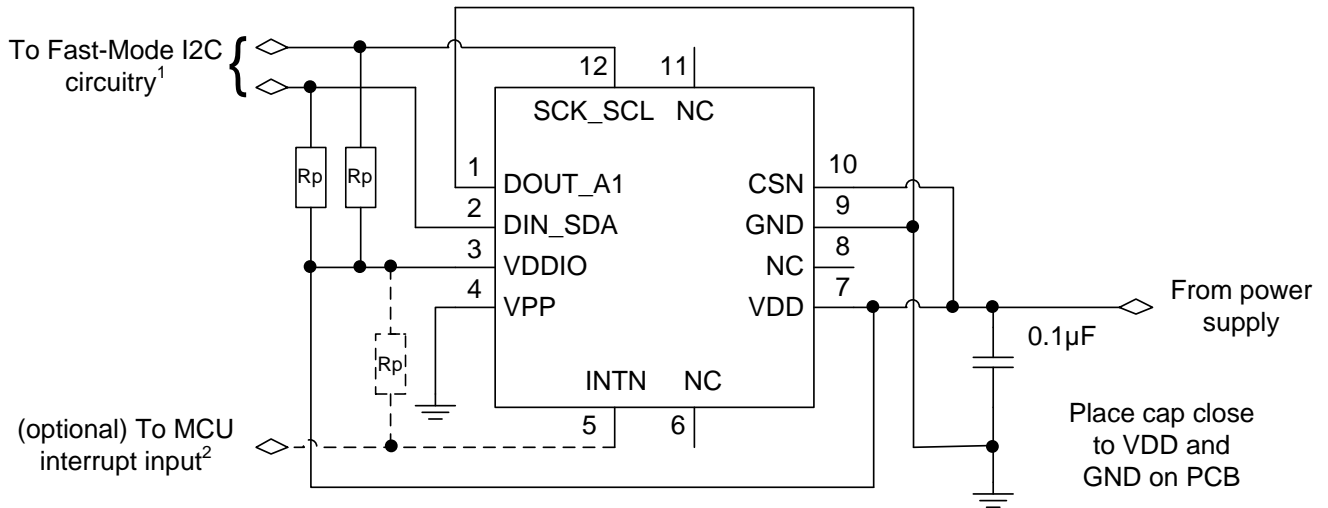 To Fast-Mode I2C
circuitry1
{
12
11
SCK_SCL
NC
Rp
Rp
1
DOUT_A1
2
DIN_SDA
3
VDDIO
4
VPP
10
CSN
9
GND
8
NC
7
VDD
From power
supply
0.1µF
Rp
INTN
NC
5
6
(optional) To MCU
interrupt input2
Place cap close
to VDD and
GND on PCB